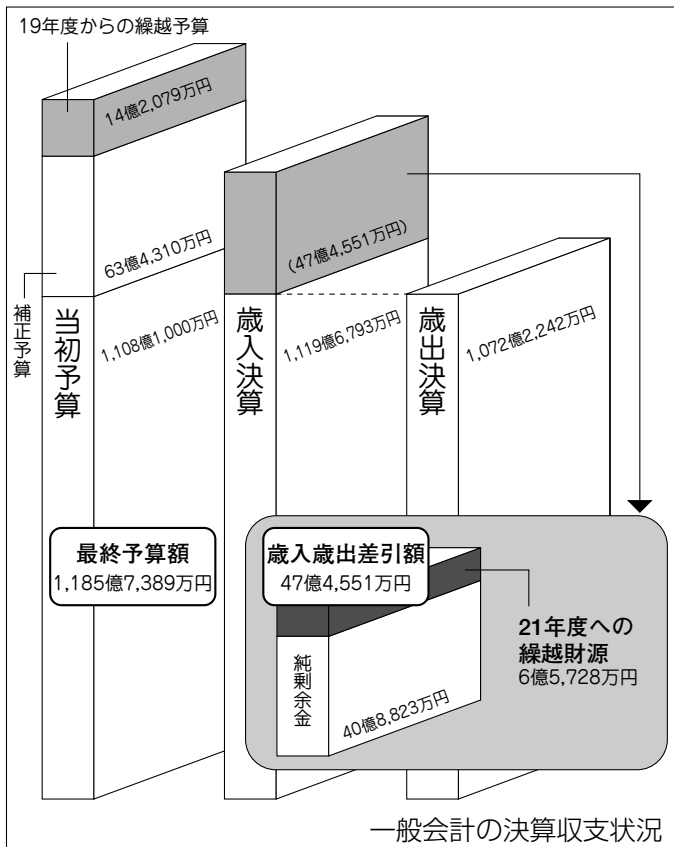 19年度からの繰越予算
14億2,079万円
63億4,310万円
補正予算
当初予算
1,108億1,000万円
最終予算額
1,185億7,389万円
歳入決算
(47億4,551万円)
1,119億6,793万円
歳出決算
1,072億2,242万円
歳入歳出差引額
47億4,551万円
21年度への
繰越財源
6億5,728万円
純剰余金
40億8,823万円
一般会計の決算収支状況